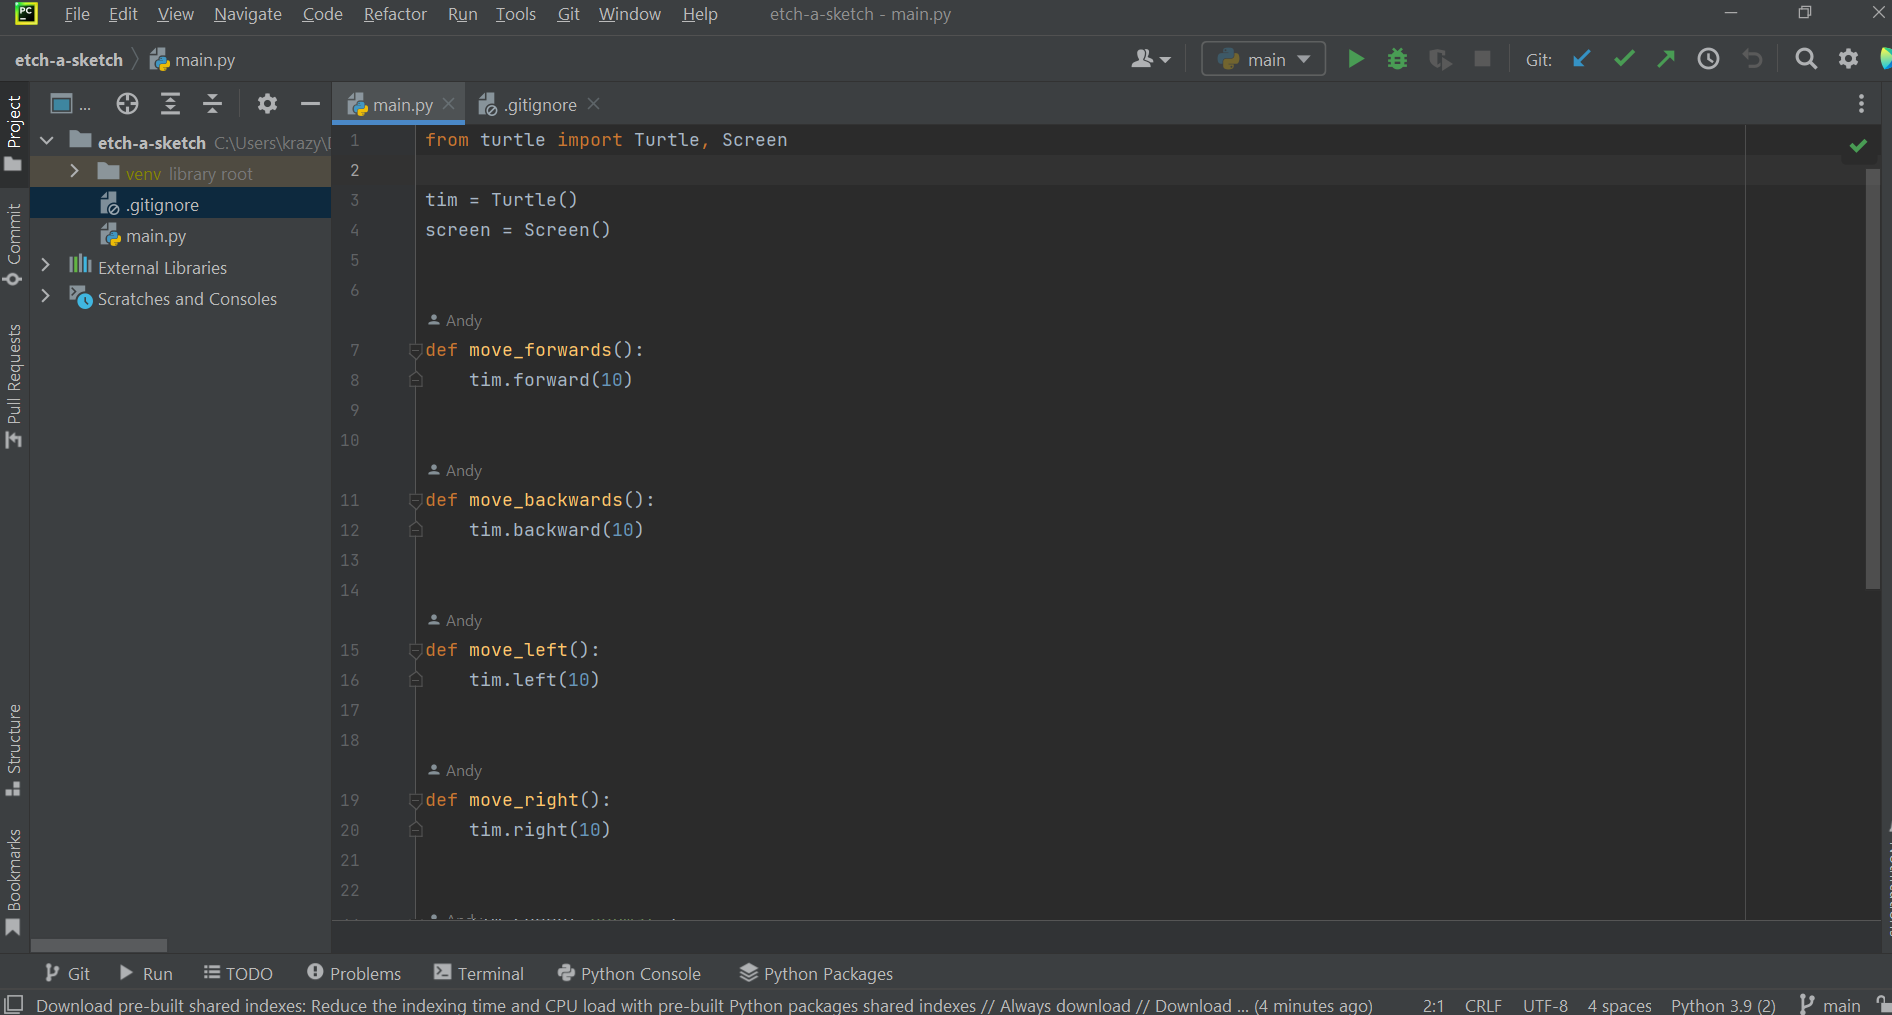 PC
File Edit View Navigate Code Refactor Run Tools Git Window Help etch-a-sketch - main.py
etch-a-sketch main.py main Git:
... main.py .gitignore
Project
Commit
Pull Requests
Structure
Bookmarks
etch-a-sketch C:\Users\krazy\
venv library root
.gitignore
main.py
External Libraries
Scratches and Consoles
1 from turtle import Turtle, Screen
2
3 tim = Turtle()
4 screen = Screen()
5
6
Andy
7 def move_forwards():
8 tim.forward(10)
9
10
Andy
11 def move_backwards():
12 tim.backward(10)
13
14
Andy
15 def move_left():
16 tim.left(10)
17
18
Andy
19 def move_right():
20 tim.right(10)
21
22
Git Run TODO Problems Terminal Python Console Python Packages
Download pre-built shared indexes: Reduce the indexing time and CPU load with pre-built Python packages shared indexes // Always download // Download ... (4 minutes ago) 2:1 CRLF UTF-8 4 spaces Python 3.9 (2) main